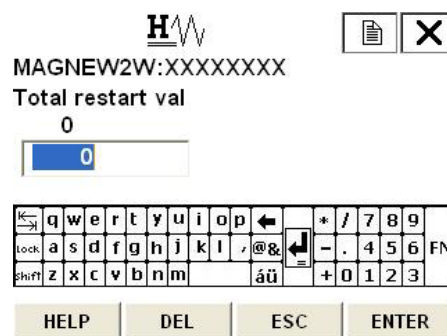 H
MAGNEW2W:XXXXXXXX
Total restart val
0
0
q w e r t y u i o p * / 7 8 9
Lock a s d f g h j k l , @& - . 4 5 6 FN
Shift z x c v b n m áü + 0 1 2 3
HELP DEL ESC ENTER